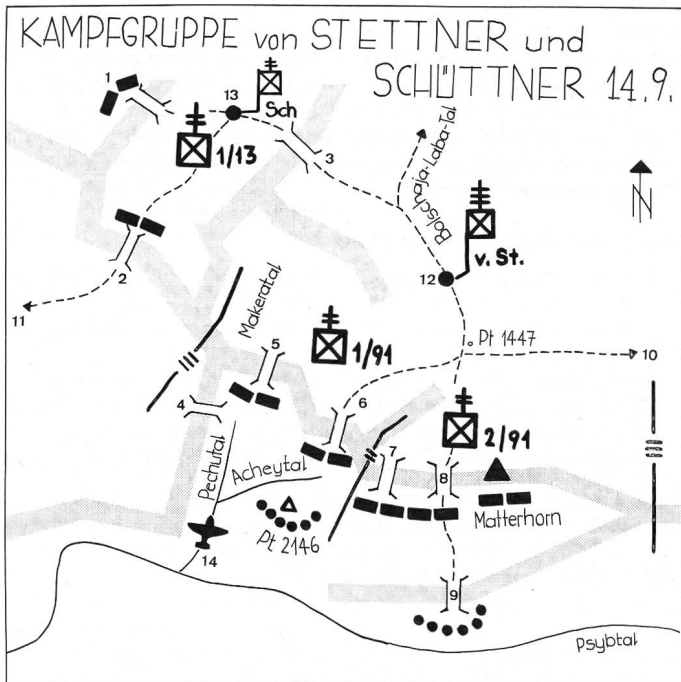 KAMPFGRUPPE von STETTNER und
SCHÜTTNER 14.9.
1
13
Sch
1/13
3
Bolschaja-Laba-Tal
N
2
12
v. St.
11
Makeratal
1/91
Pt 1447
5
10
4
6
2/91
7
8
Pechutal
Acheytal
Matterhorn
Pt 2146
14
9
Psybtal